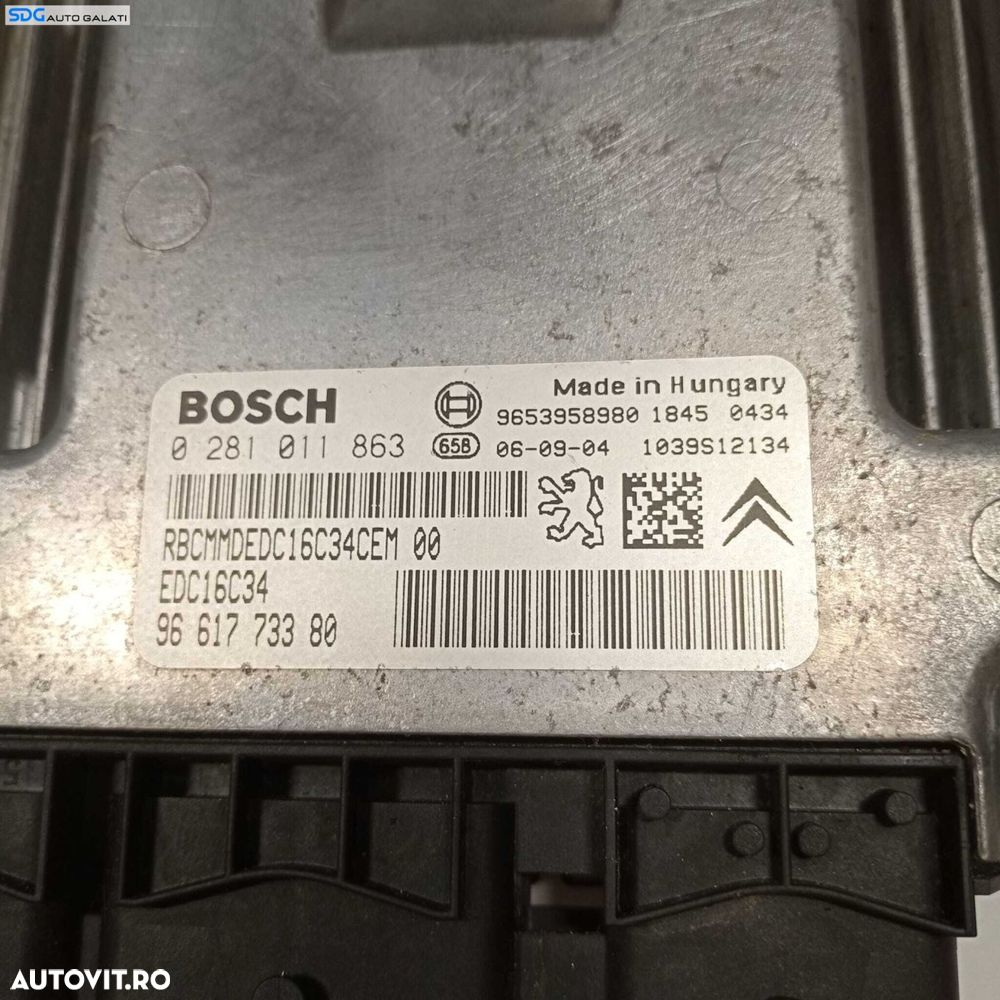 SDG AUTO GALATI
BOSCH
Made in Hungary
9653958980 1845 0434
0 281 011 863 658 06-09-04 1039S12134
RBCMMDEDC16C34CEM 00
EDC16C34
96 617 733 80
AUTOVIT.RO